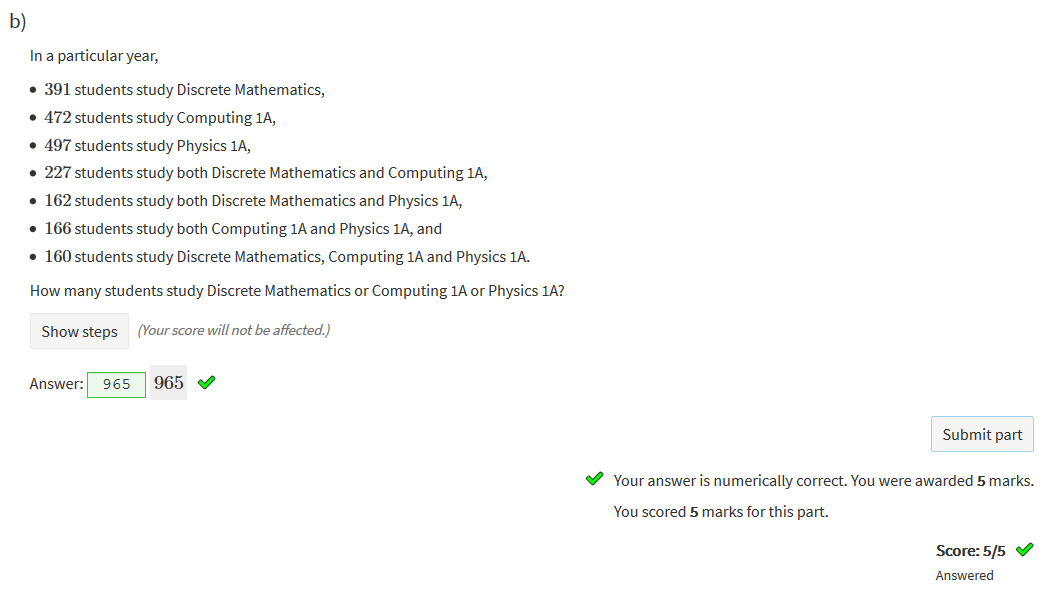 b)
In a particular year,
• 391 students study Discrete Mathematics,
• 472 students study Computing 1A,
• 497 students study Physics 1A,
• 227 students study both Discrete Mathematics and Computing 1A,
• 162 students study both Discrete Mathematics and Physics 1A,
• 166 students study both Computing 1A and Physics 1A, and
• 160 students study Discrete Mathematics, Computing 1A and Physics 1A.
How many students study Discrete Mathematics or Computing 1A or Physics 1A?
Show steps (Your score will not be affected.)
Answer: 965 965
Submit part
Your answer is numerically correct. You were awarded 5 marks.
You scored 5 marks for this part.
Score: 5/5
Answered